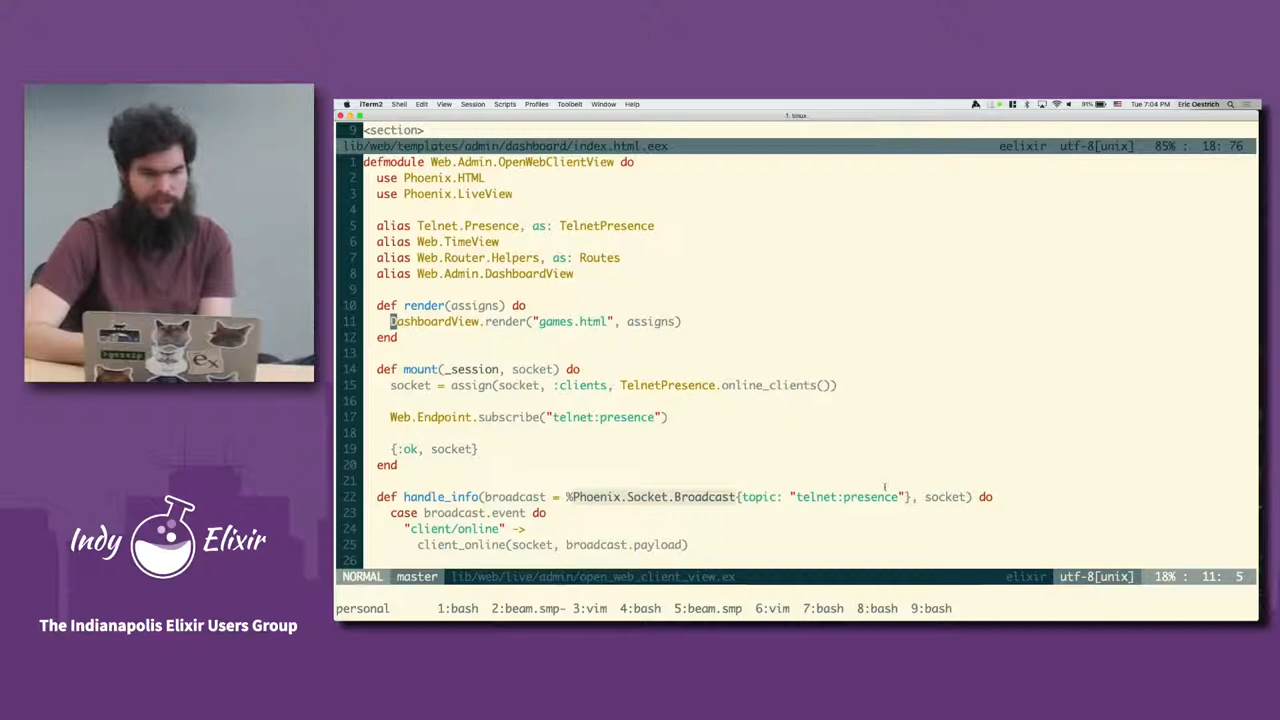 iTerm2 Shell Edit View Session Scripts Profiles Toolbelt Window Help 91% Tue 7:04 PM Eric Oestrich
1. tmux
9 <section>
lib/web/templates/admin/dashboard/index.html.eex eelixir utf-8[unix] 85% : 18: 76
1 defmodule Web.Admin.OpenWebClientView do
2 use Phoenix.HTML
3 use Phoenix.LiveView
4
5 alias Telnet.Presence, as: TelnetPresence
6 alias Web.TimeView
7 alias Web.Router.Helpers, as: Routes
8 alias Web.Admin.DashboardView
9
10 def render(assigns) do
11 DashboardView.render("games.html", assigns)
12 end
13
14 def mount(_session, socket) do
15 socket = assign(socket, :clients, TelnetPresence.online_clients())
16
17 Web.Endpoint.subscribe("telnet:presence")
18
19 {:ok, socket}
20 end
21
22 def handle_info(broadcast = %Phoenix.Socket.Broadcast{topic: "telnet:presence"}, socket) do
23 case broadcast.event do
24 "client/online" ->
25 client_online(socket, broadcast.payload)
26
NORMAL master lib/web/live/admin/open_web_client_view.ex elixir utf-8[unix] 18% : 11: 5
personal 1:bash 2:beam.smp- 3:vim 4:bash 5:beam.smp 6:vim 7:bash 8:bash 9:bash
>gossip
ex
Indy Elixir
The Indianapolis Elixir Users Group